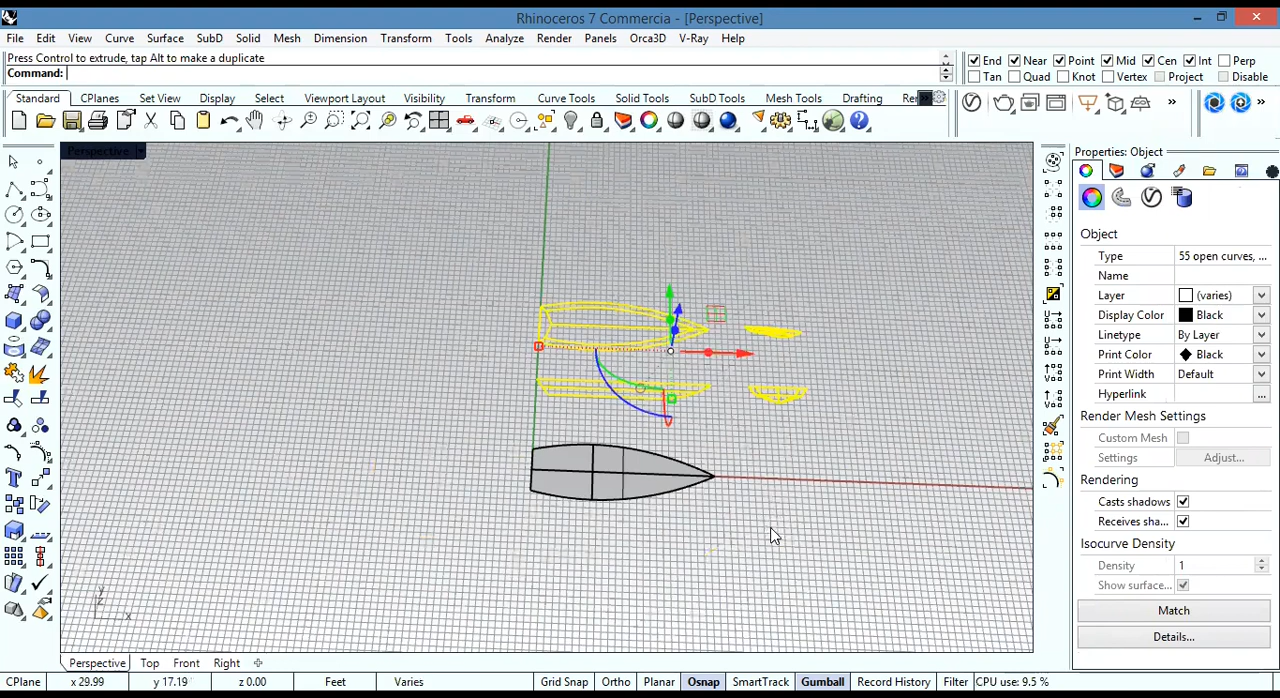 Rhinoceros 7 Commercia - [Perspective]
File Edit View Curve Surface SubD Solid Mesh Dimension Transform Tools Analyze Render Panels Orca3D V-Ray Help
Press Control to extrude, tap Alt to make a duplicate
Command:
End Near Point Mid Cen Int Perp
Tan Quad Knot Vertex Project Disable
Standard CPlanes Set View Display Select Viewport Layout Visibility Transform Curve Tools Solid Tools SubD Tools Mesh Tools Drafting Rei
Perspective
Properties: Object
Object
Type 55 open curves, ...
Name
Layer (varies)
Display Color Black
Linetype By Layer
Print Color Black
Print Width Default
Hyperlink ...
Render Mesh Settings
Custom Mesh
Settings Adjust...
Rendering
Casts shadows
Receives sha...
Isocurve Density
Density 1
Show surface...
Match
Details...
y
z
x
Perspective Top Front Right
CPlane x 29.99 y 17.19 z 0.00 Feet Varies Grid Snap Ortho Planar Osnap SmartTrack Gumball Record History Filter CPU use: 9.5 %